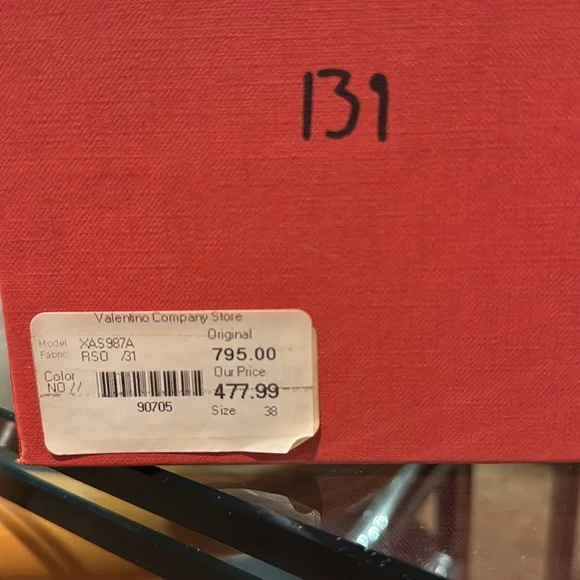 139
Valentino Company Store
Original
Model XAS987A
Fabric RSO /31
795.00
Our Price
Color
NO //
477.99
90705
Size 38